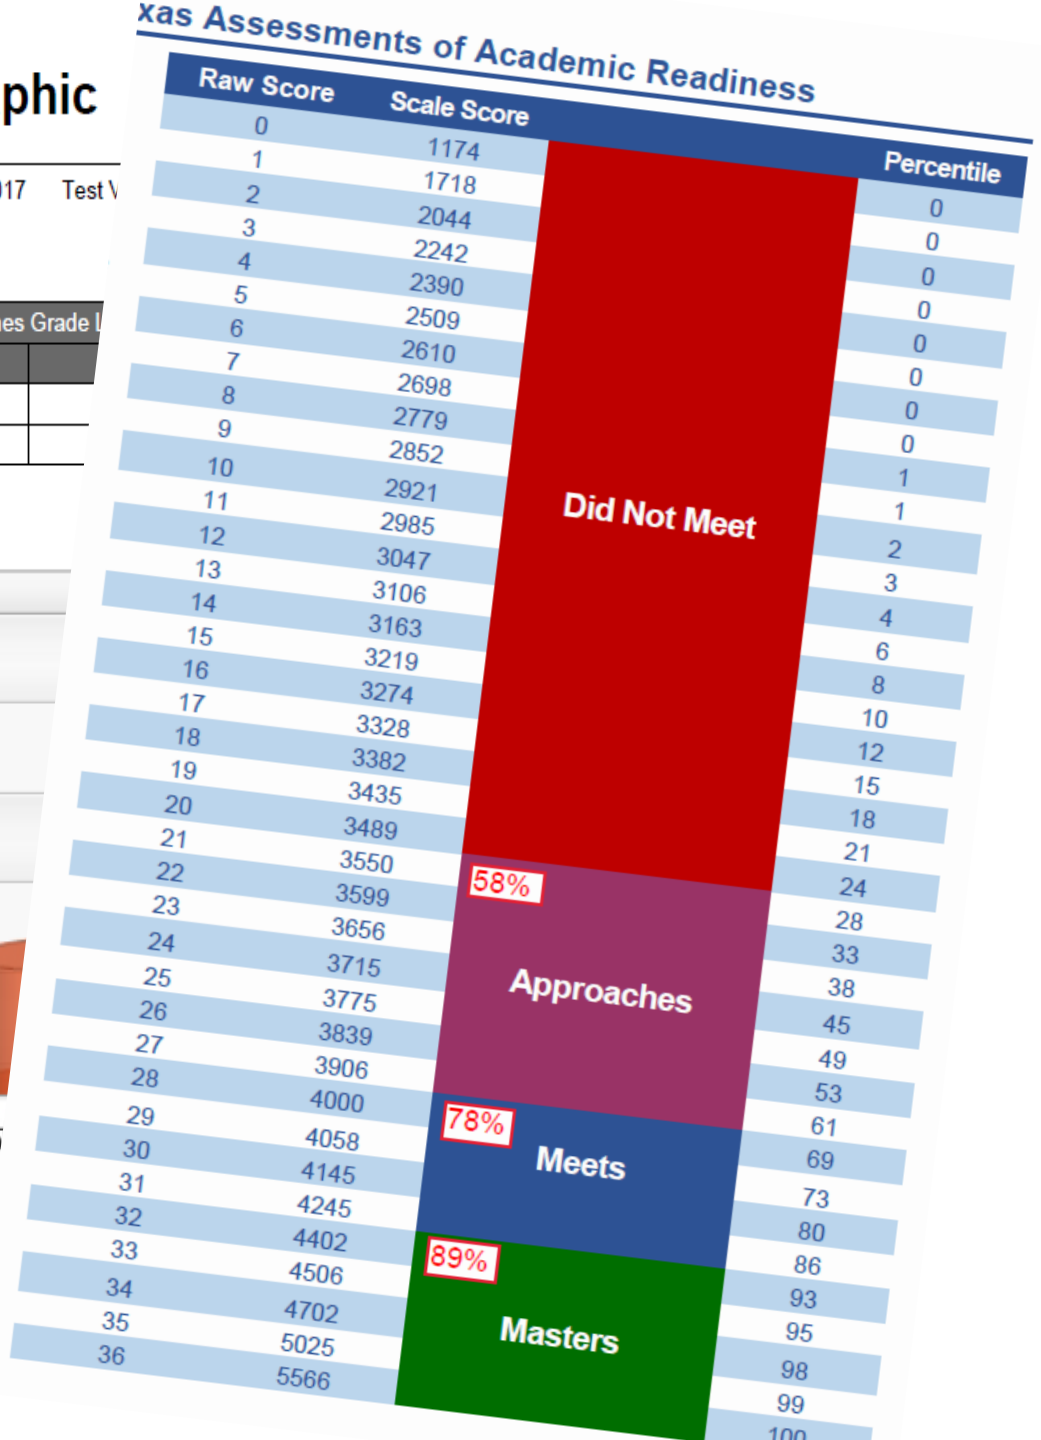 phic
017 Test V
nes Grade L
xas Assessments of Academic Readiness
Raw Score Scale Score Percentile
0 1174 0
1 1718 0
2 2044 0
3 2242 0
4 2390 0
5 2509 0
6 2610 0
7 2698 0
8 2779 1
9 2852 1
10 2921 2
11 2985 3
12 3047 4
13 3106 6
14 3163 8
15 3219 10
16 3274 12
17 3328 15
18 3382 18
19 3435 21
20 3489 24
21 3550 28
22 3599 33
23 3656 38
24 3715 45
25 3775 49
26 3839 53
27 3906 61
28 4000 69
29 4058 73
30 4145 80
31 4245 86
32 4402 93
33 4506 95
34 4702 98
35 5025 99
36 5566 100
Did Not Meet
58%
Approaches
78%
Meets
89%
Masters